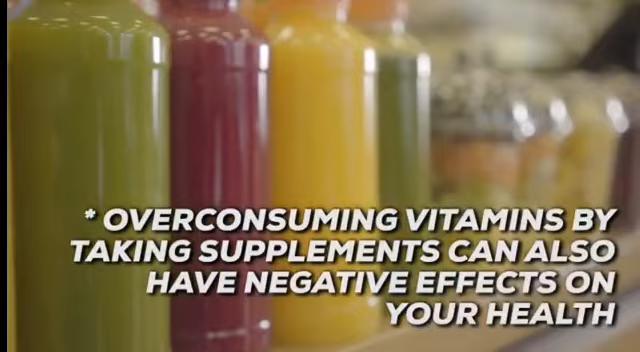 * OVERCONSUMING VITAMINS BY
TAKING SUPPLEMENTS CAN ALSO
HAVE NEGATIVE EFFECTS ON
YOUR HEALTH